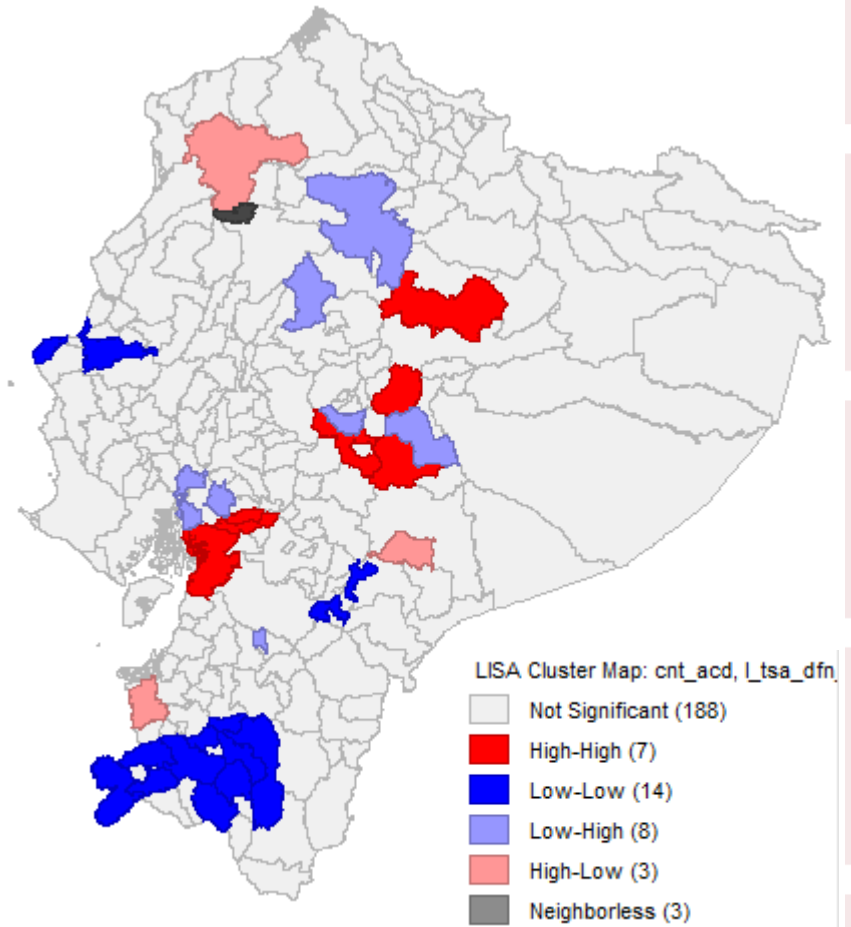 LISA Cluster Map: cnt_acd, l_tsa_dfn_
Not Significant (188)
High-High (7)
Low-Low (14)
Low-High (8)
High-Low (3)
Neighborless (3)